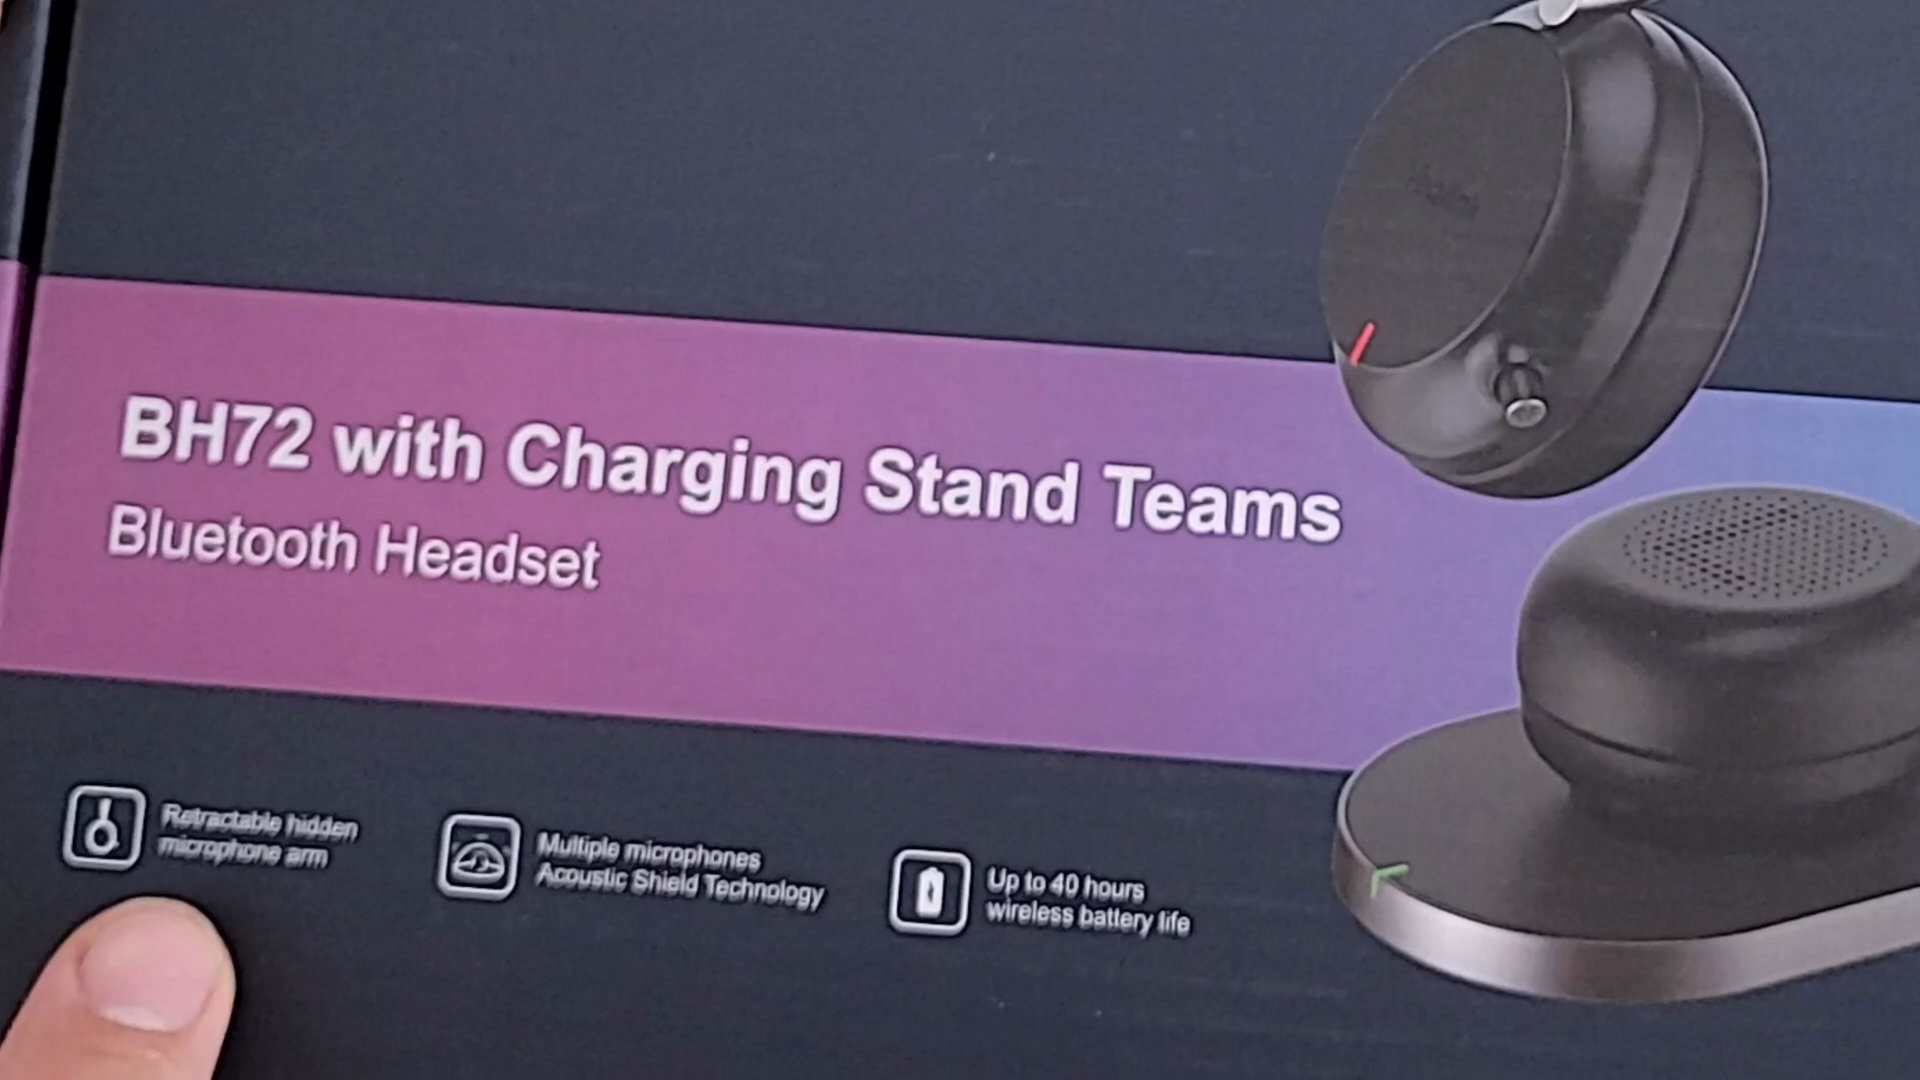 BH72 with Charging Stand Teams
Bluetooth Headset
Retractable hidden
microphone arm
Multiple microphones
Acoustic Shield Technology
Up to 40 hours
wireless battery life